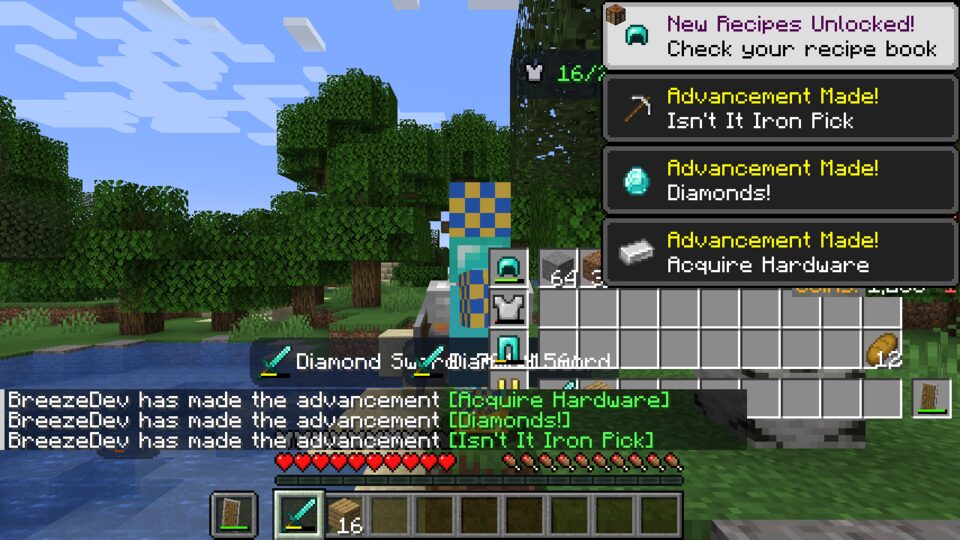 New Recipes Unlocked!
Check your recipe book
16/
Advancement Made!
Isn't It Iron Pick
Advancement Made!
Diamonds!
Advancement Made!
Acquire Hardware
64
12
Diamond
BreezeDev has made the advancement [Acquire Hardware]
BreezeDev has made the advancement [Diamonds!]
BreezeDev has made the advancement [Isn't It Iron Pick]
16